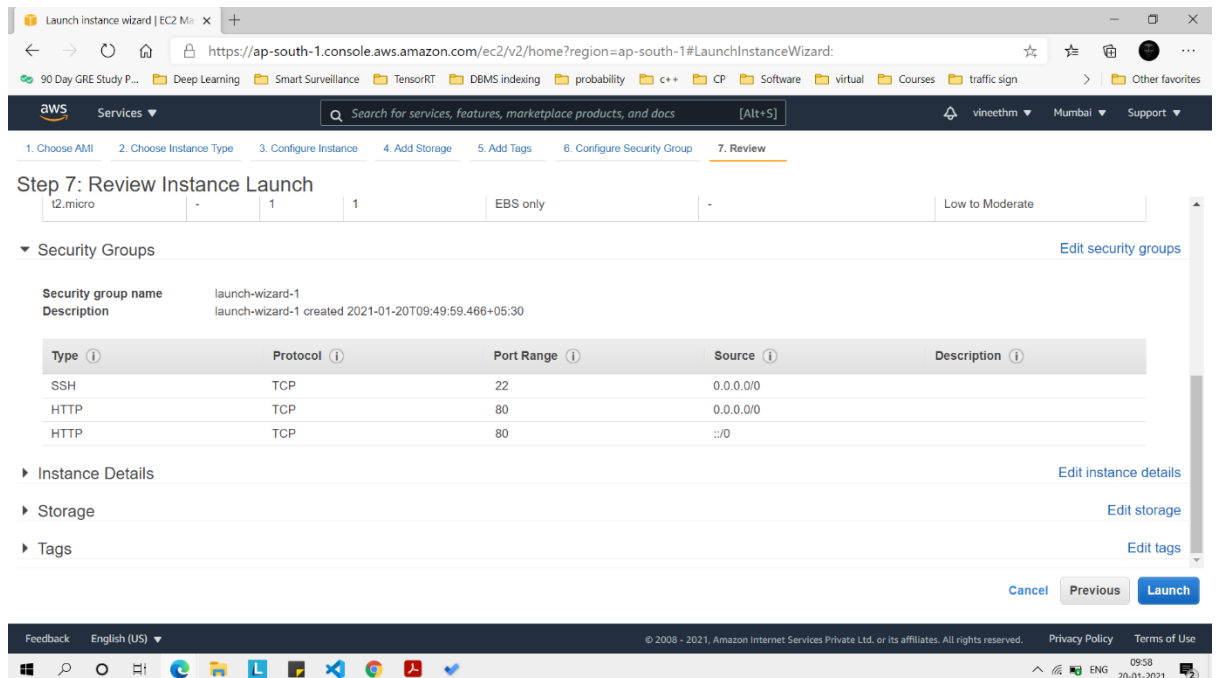 Launch instance wizard | EC2 Ma
https://ap-south-1.console.aws.amazon.com/ec2/v2/home?region=ap-south-1#LaunchInstanceWizard:
90 Day GRE Study P... Deep Learning Smart Surveillance TensorRT DBMS indexing probability c++ CP Software virtual Courses traffic sign Other favorites
aws Services Search for services, features, marketplace products, and docs [Alt+S] vineethm Mumbai Support
1. Choose AMI 2. Choose Instance Type 3. Configure Instance 4. Add Storage 5. Add Tags 6. Configure Security Group 7. Review
Step 7: Review Instance Launch
t2.micro - 1 1 EBS only - Low to Moderate
Security Groups Edit security groups
Security group name launch-wizard-1
Description launch-wizard-1 created 2021-01-20T09:49:59.466+05:30
Type Protocol Port Range Source Description
SSH TCP 22 0.0.0.0/0
HTTP TCP 80 0.0.0.0/0
HTTP TCP 80 ::/0
Instance Details Edit instance details
Storage Edit storage
Tags Edit tags
Cancel Previous Launch
Feedback English (US) © 2008 - 2021, Amazon Internet Services Private Ltd. or its affiliates. All rights reserved. Privacy Policy Terms of Use
ENG 09:58
20-01-2021